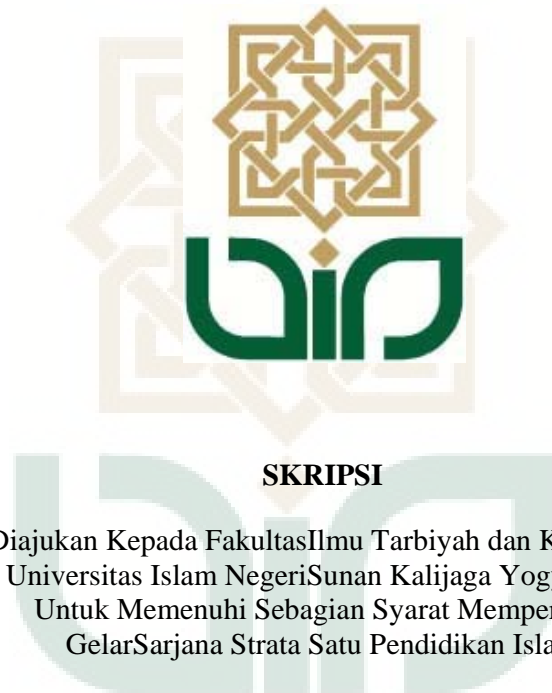 SKRIPSI
Diajukan Kepada FakultasIlmu Tarbiyah dan
Universitas Islam NegeriSunan Kalijaga
Untuk Memenuhi Sebagian Syarat
GelarSarjana Strata Satu Pendidikan